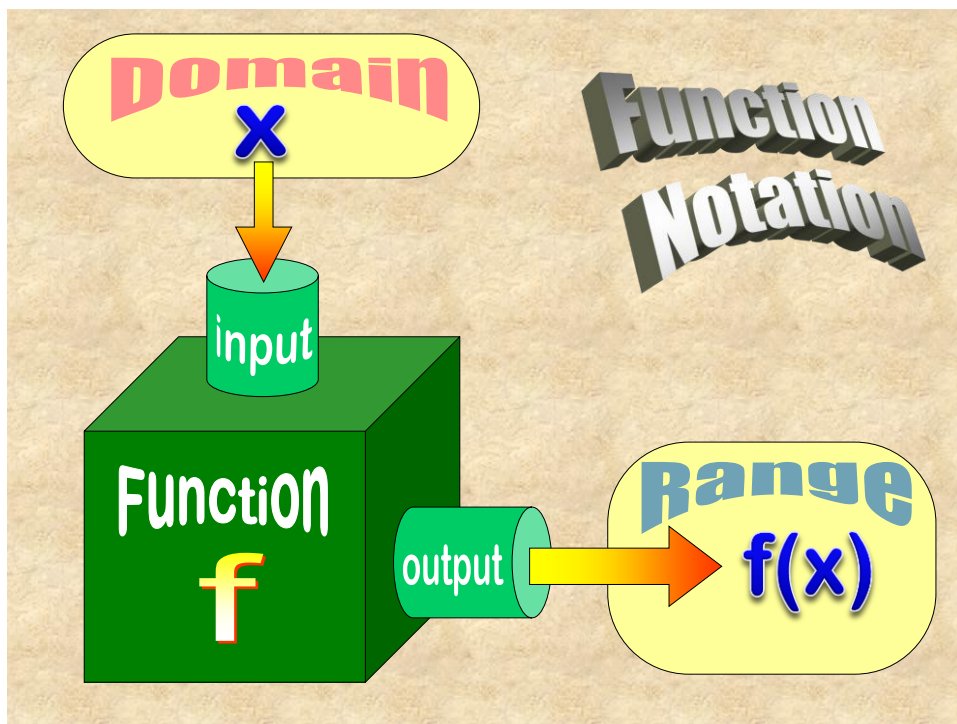 Domain
x
Function
Notation
input
Function
f
output
Range
f(x)